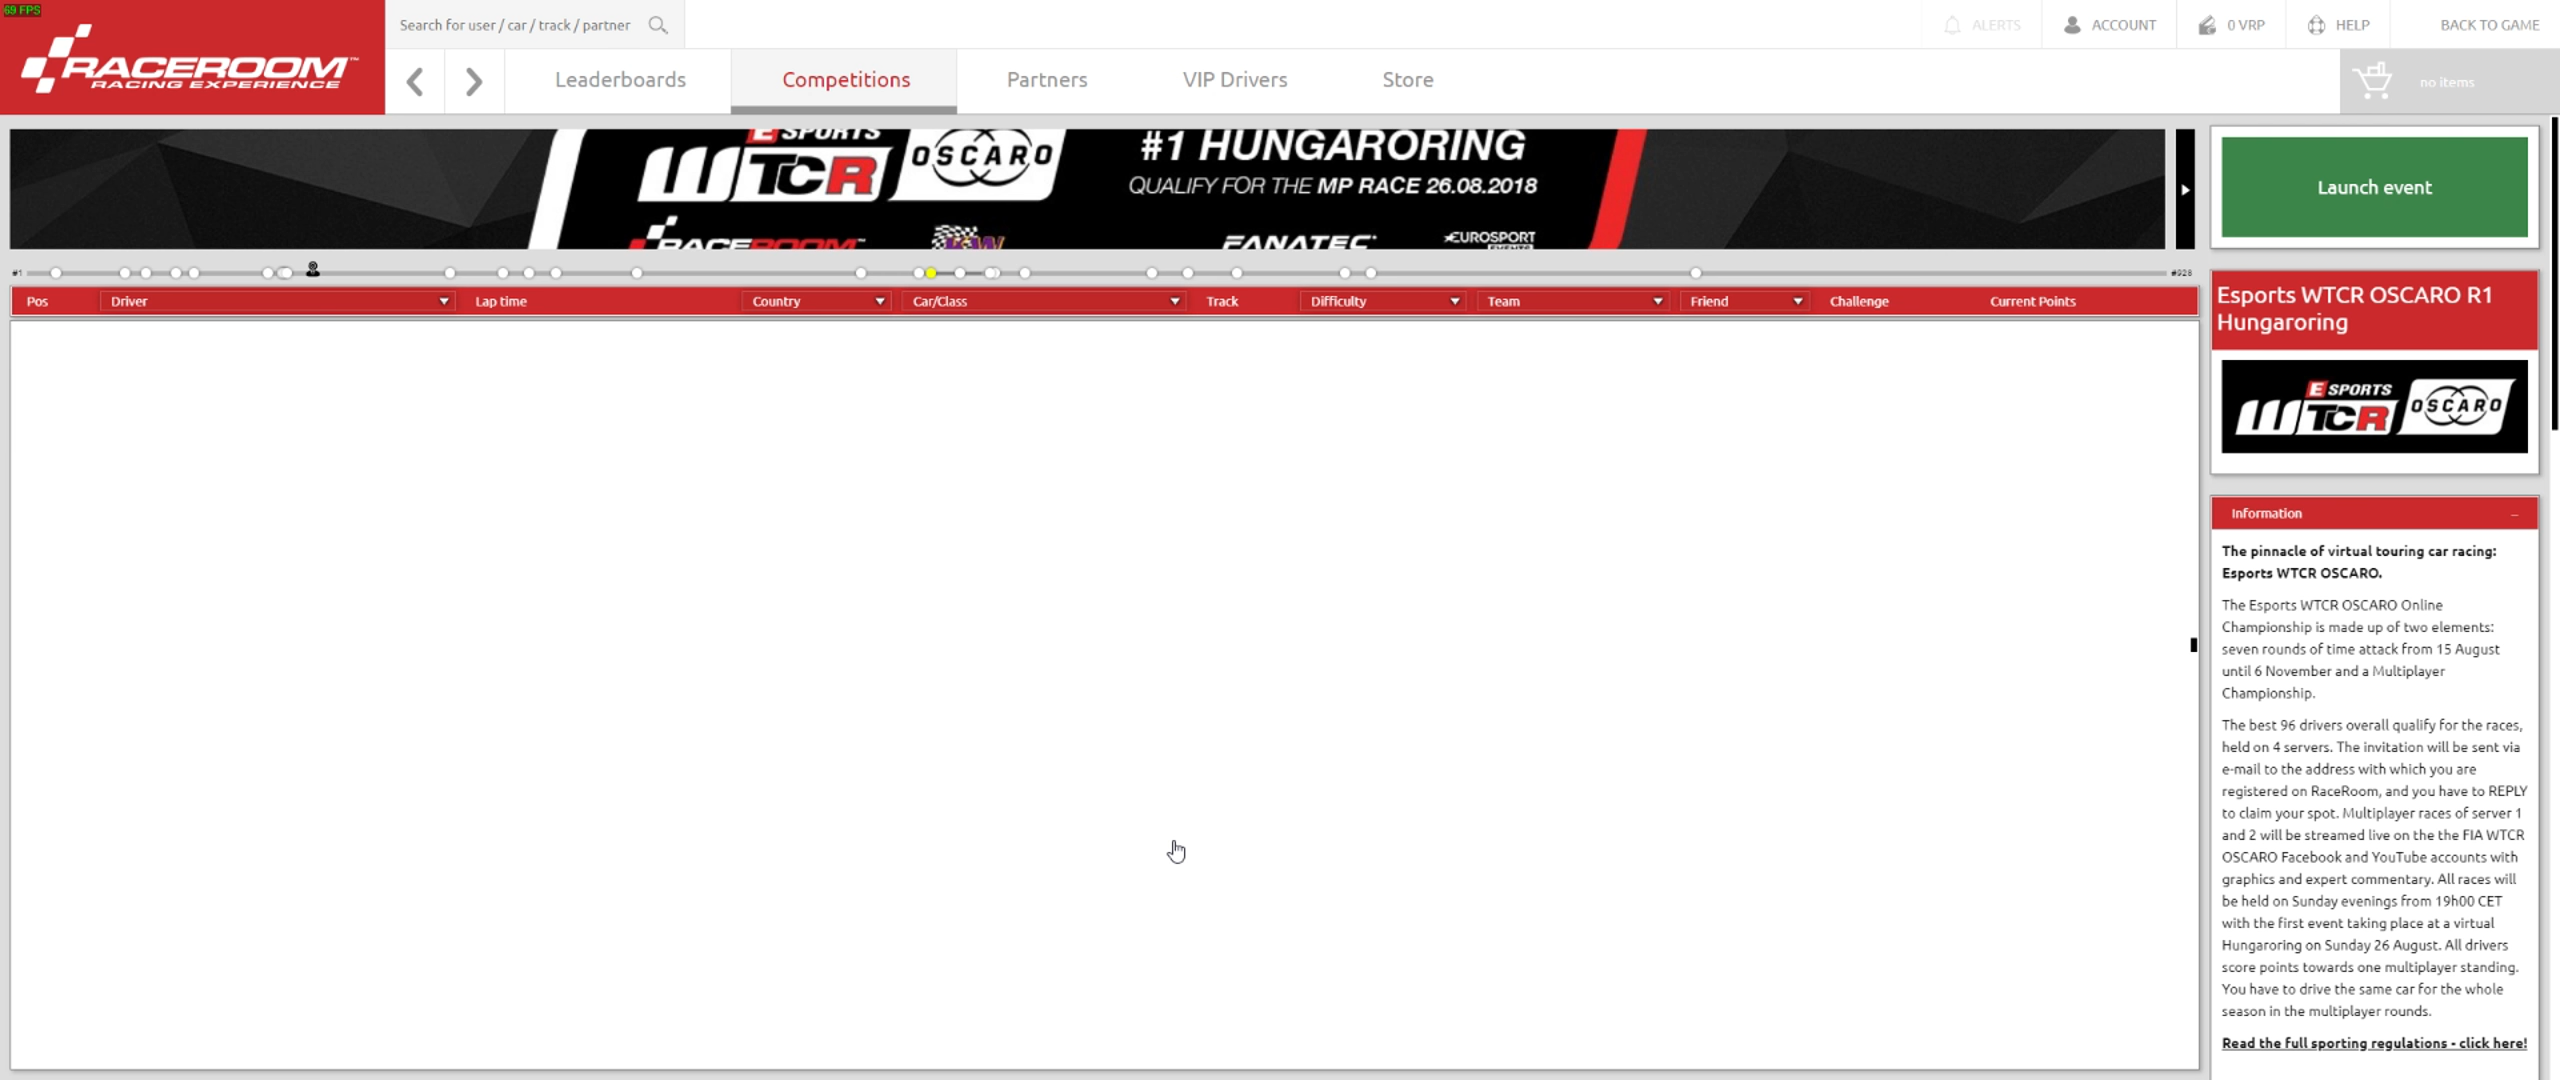 69 FPS
RACEROOM™
RACING EXPERIENCE
Search for user / car / track / partner
ALERTS
ACCOUNT
0 VRP
HELP
BACK TO GAME
Leaderboards
Competitions
Partners
VIP Drivers
Store
no items
E SPORTS
WTCR OSCARO
#1 HUNGARORING
QUALIFY FOR THE MP RACE 26.08.2018
RACEROOM™
KW
FANATEC
EUROSPORT
EVENTS
Launch event
#1
#928
Pos
Driver
Lap time
Country
Car/Class
Track
Difficulty
Team
Friend
Challenge
Current Points
Esports WTCR OSCARO R1
Hungaroring
E SPORTS
WTCR OSCARO
Information
The pinnacle of virtual touring car racing:
Esports WTCR OSCARO.
The Esports WTCR OSCARO Online
Championship is made up of two elements:
seven rounds of time attack from 15 August
until 6 November and a Multiplayer
Championship.
The best 96 drivers overall qualify for the races,
held on 4 servers. The invitation will be sent via
e-mail to the address with which you are
registered on RaceRoom, and you have to REPLY
to claim your spot. Multiplayer races of server 1
and 2 will be streamed live on the the FIA WTCR
OSCARO Facebook and YouTube accounts with
graphics and expert commentary. All races will
be held on Sunday evenings from 19h00 CET
with the first event taking place at a virtual
Hungaroring on Sunday 26 August. All drivers
score points towards one multiplayer standing.
You have to drive the same car for the whole
season in the multiplayer rounds.
Read the full sporting regulations - click here!